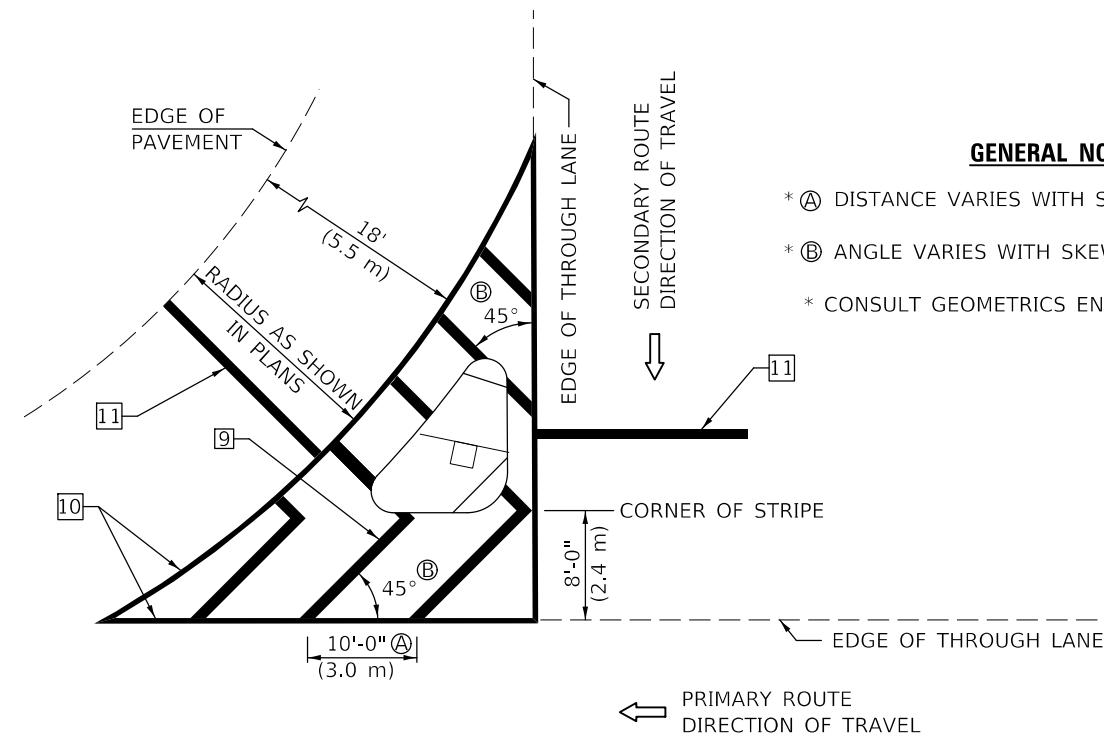 EDGE OF
PAVEMENT
18'
(5.5 m)
RADIUS AS SHOWN
IN PLANS
EDGE OF THROUGH LANE
SECONDARY ROUTE
DIRECTION OF TRAVEL
GENERAL NO
* Ⓐ DISTANCE VARIES WITH S
* Ⓑ ANGLE VARIES WITH SKEW
* CONSULT GEOMETRICS EN
Ⓑ
45°
11
11
9
10
CORNER OF STRIPE
8'-0"
(2.4 m)
45° Ⓑ
10'-0" Ⓐ
(3.0 m)
EDGE OF THROUGH LANE
PRIMARY ROUTE
DIRECTION OF TRAVEL